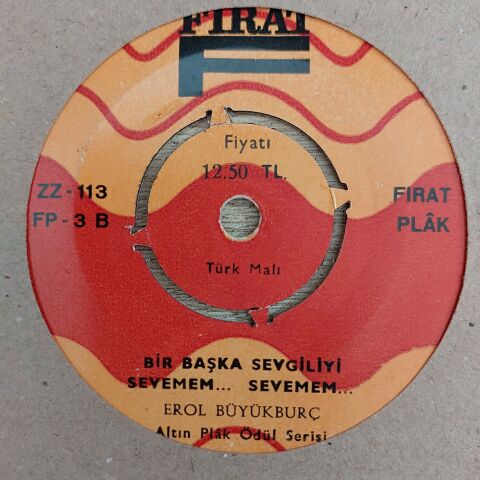 FIRAT
Fiyatı
12.50 TL.
ZZ-113
FP-3 B
FIRAT
PLÂK
Türk Malı
BİR BAŞKA SEVGİLİYİ
SEVEMEM... SEVEMEM...
EROL BÜYÜKBURÇ
Altın Plâk Ödül Serisi